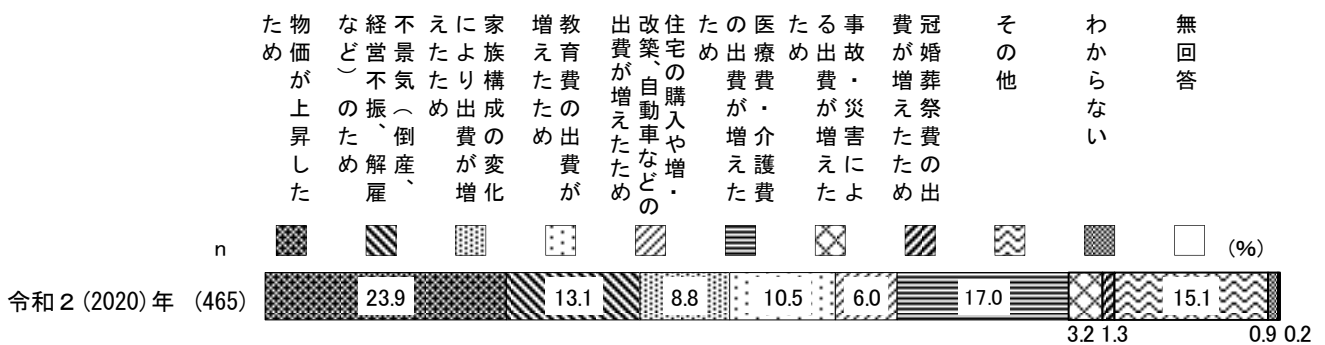 物価が上昇した
ため
不景気（倒産、
経営不振、解雇
など）のため
家族構成の変化
により出費が増
えたため
教育費の出費が
増えたため
住宅の購入や増・
改築、自動車などの
出費が増えたため
医療費・介護費
の出費が増えた
ため
事故・災害によ
る出費が増えた
ため
冠婚葬祭費の出
費が増えたため
その他
わからない
無回答
n
(%)
令和２(2020)年 (465)
23.9
13.1
8.8
10.5
6.0
17.0
3.2
1.3
15.1
0.9
0.2